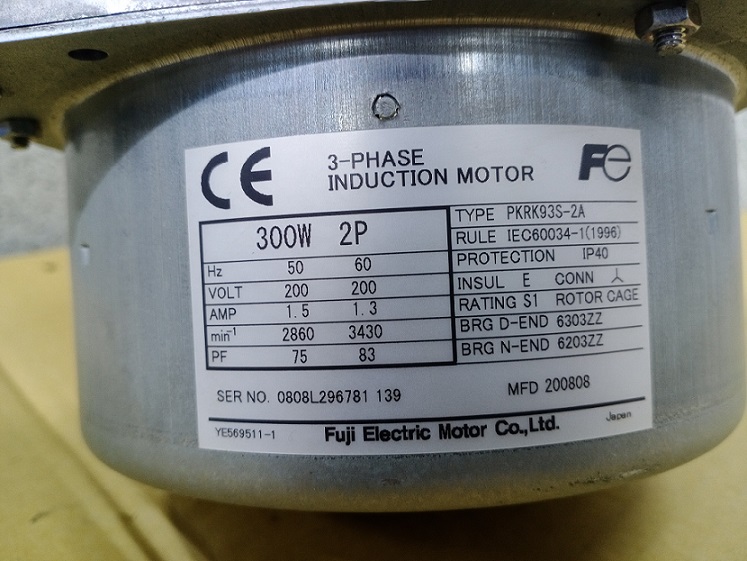 CE
3-PHASE
INDUCTION MOTOR
Fe
300W 2P
Hz 50 60
VOLT 200 200
AMP 1.5 1.3
min⁻¹ 2860 3430
PF 75 83
TYPE PKRK93S-2A
RULE IEC60034-1(1996)
PROTECTION IP40
INSUL E CONN 人
RATING S1 ROTOR CAGE
BRG D-END 6303ZZ
BRG N-END 6203ZZ
SER NO. 0808L296781 139
MFD 200808
YE569511-1
Fuji Electric Motor Co.,Ltd.
Japan